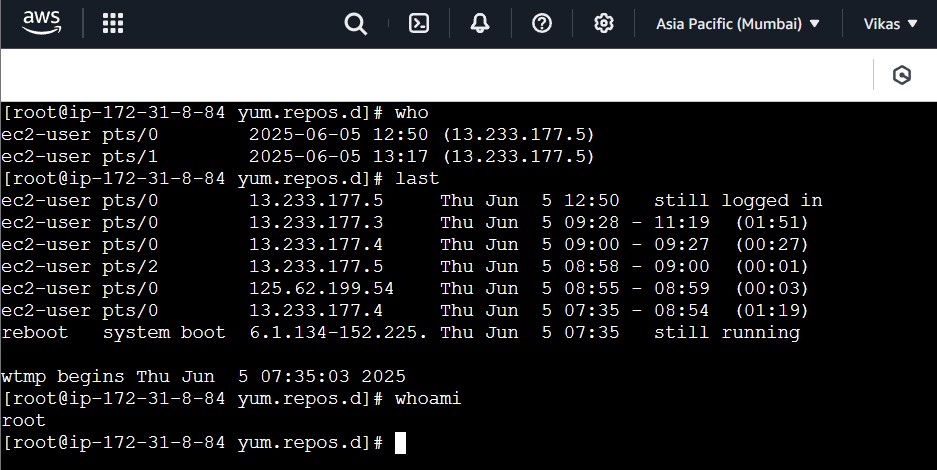 aws Asia Pacific (Mumbai) Vikas
[root@ip-172-31-8-84 yum.repos.d]# who
ec2-user pts/0 2025-06-05 12:50 (13.233.177.5)
ec2-user pts/1 2025-06-05 13:17 (13.233.177.5)
[root@ip-172-31-8-84 yum.repos.d]# last
ec2-user pts/0 13.233.177.5 Thu Jun 5 12:50 still logged in
ec2-user pts/0 13.233.177.3 Thu Jun 5 09:28 - 11:19 (01:51)
ec2-user pts/0 13.233.177.4 Thu Jun 5 09:00 - 09:27 (00:27)
ec2-user pts/2 13.233.177.5 Thu Jun 5 08:58 - 09:00 (00:01)
ec2-user pts/0 125.62.199.54 Thu Jun 5 08:55 - 08:59 (00:03)
ec2-user pts/0 13.233.177.4 Thu Jun 5 07:35 - 08:54 (01:19)
reboot system boot 6.1.134-152.225. Thu Jun 5 07:35 still running
wtmp begins Thu Jun 5 07:35:03 2025
[root@ip-172-31-8-84 yum.repos.d]# whoami
root
[root@ip-172-31-8-84 yum.repos.d]#